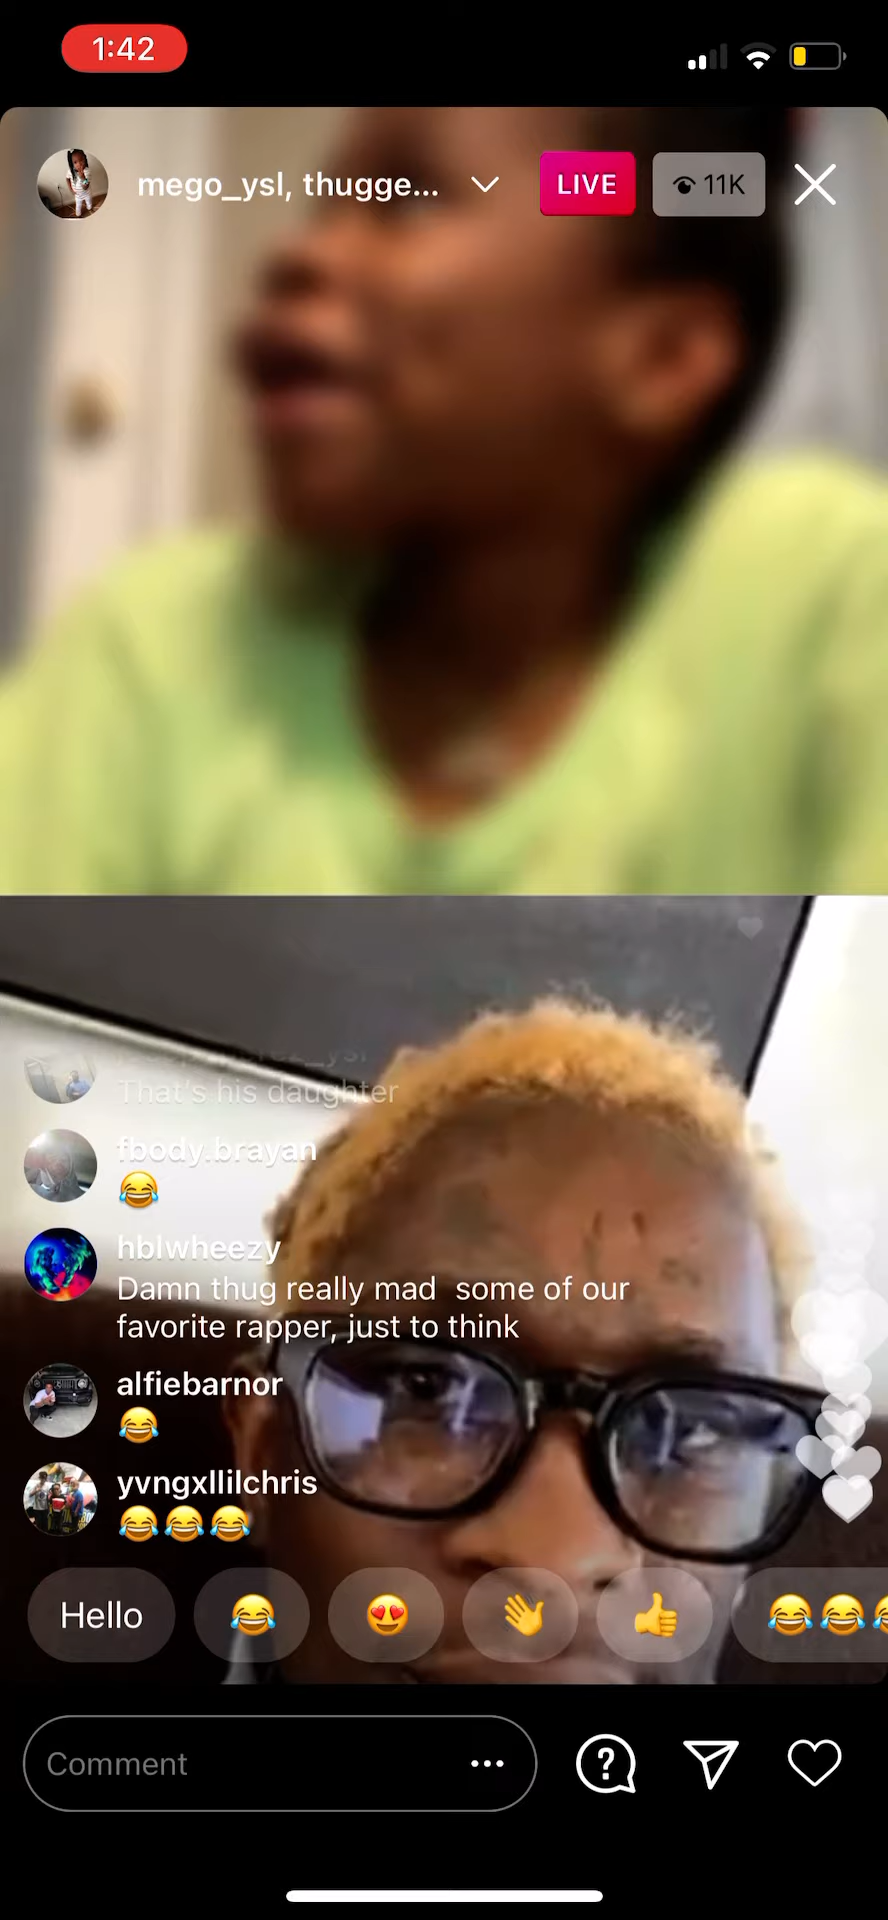 1:42
mego_ysl, thugge...
LIVE
11K
That's his daughter
fbody.brayan
😂
hblwheezy
Damn thug really mad some of our
favorite rapper, just to think
alfiebarnor
😂
yvngxllilchris
😂😂😂
Hello
Comment